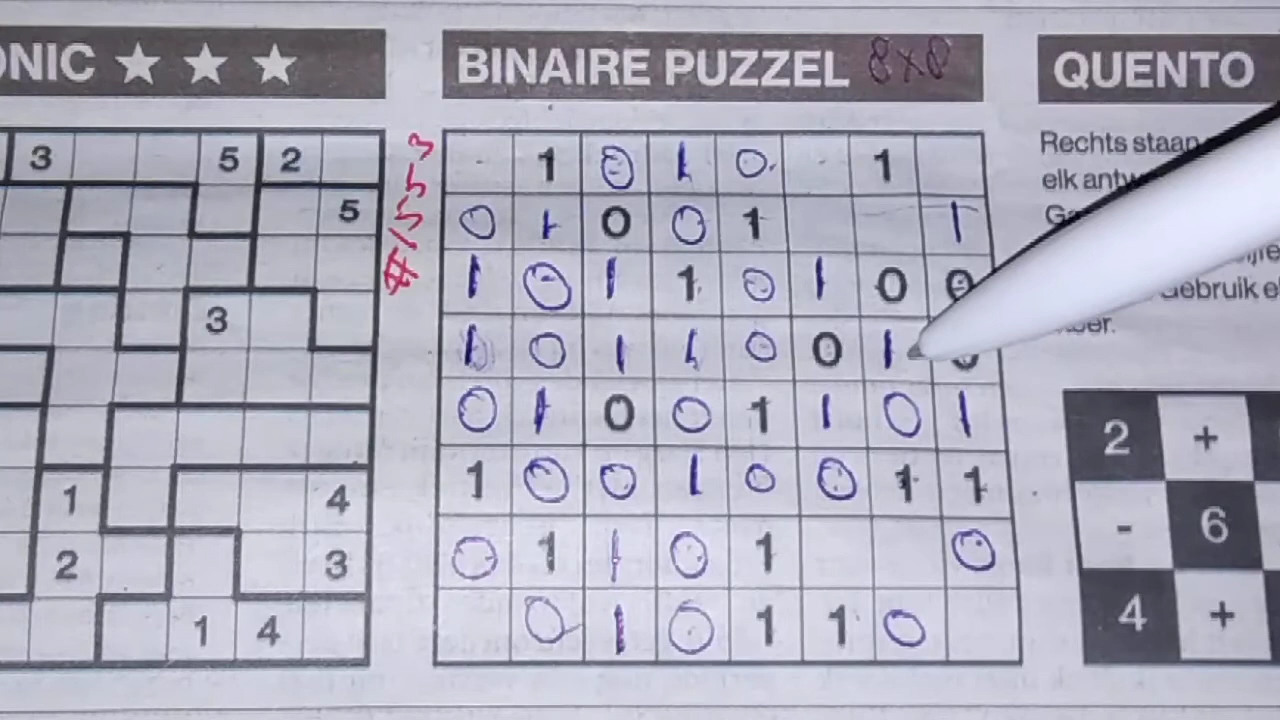 ONIC ★ ★ ★
3 5 2
5
3
1 4
2 3
1 4
#1553
BINAIRE PUZZEL 8x8
1 0 1 0 1
0 1 0 0 1 1
1 0 1 1 0 1 0 0
1 0 1 1 0 0 1 0
0 1 0 0 1 1 0 1
1 0 0 1 0 0 1 1
0 1 1 0 1 0
0 1 0 1 1 0
QUENTO
Rechts staan
2 +
- 6
4 +